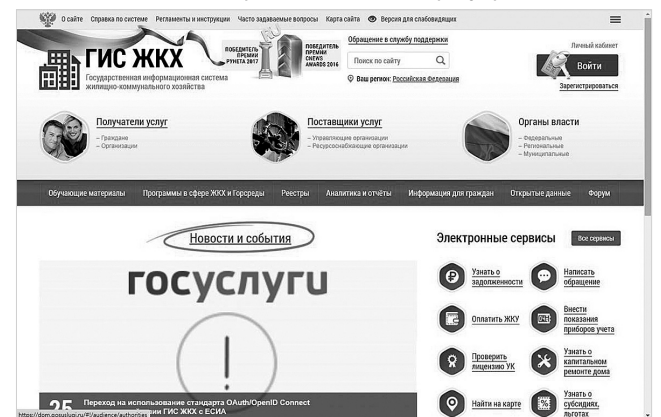 О сайте Справка по системе Регламенты и инструкции Часто задаваемые вопросы Карта сайта Версия для слабовидящих
ГИС ЖКХ
Государственная информационная система
жилищно-коммунального хозяйства
ПОБЕДИТЕЛЬ
ПРЕМИИ
РУНЕТА 2017
ПОБЕДИТЕЛЬ
ПРЕМИИ
CNEWS
AWARDS 2016
Обращение в службу поддержки
Поиск по сайту
Ваш регион: Российская Федерация
Личный кабинет
Войти
Зарегистрироваться
Получатели услуг
– Граждане
– Организации
Поставщики услуг
– Управляющие организации
– Ресурсоснабжающие организации
Органы власти
– Федеральные
– Региональные
– Муниципальные
Обучающие материалы Программы в сфере ЖКХ и Горсреды Реестры Аналитика и отчёты Информация для граждан Открытые данные Форум
Новости и события
госуслуги
!
25 Переход на использование стандарта OAuth/OpenID Connect
ГИС ЖКХ с ЕСИА
https://dom.gosuslugi.ru/#!/audience/authorities
Электронные сервисы Все сервисы
Узнать о
задолженности
Написать
обращение
Оплатить ЖКУ
Внести
показания
приборов учета
Проверить
лицензию УК
Узнать о
капитальном
ремонте дома
Найти на карте
Узнать о
субсидиях,
льготах